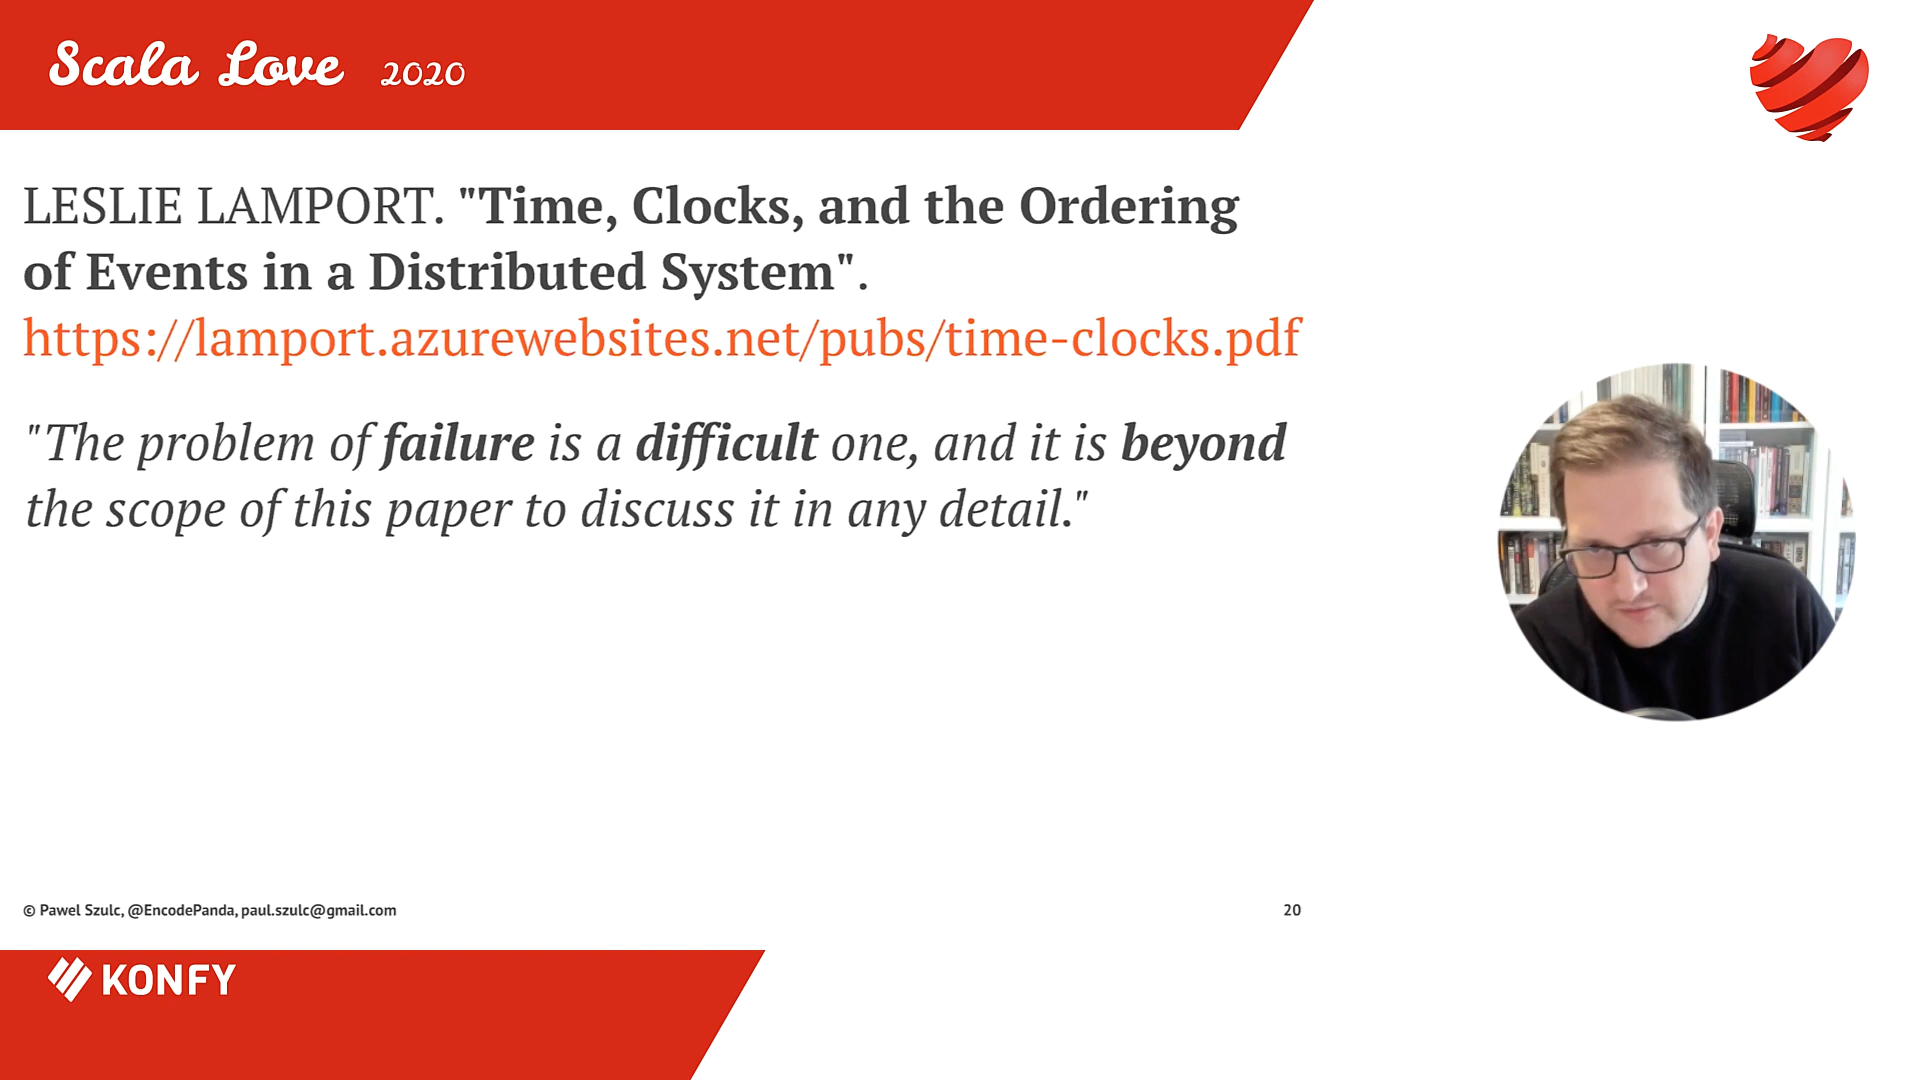 Scala Love 2020
LESLIE LAMPORT. "Time, Clocks, and the Ordering
of Events in a Distributed System".
https://lamport.azurewebsites.net/pubs/time-clocks.pdf
"The problem of failure is a difficult one, and it is beyond
the scope of this paper to discuss it in any detail."
© Pawel Szulc, @EncodePanda, paul.szulc@gmail.com
20
KONFY